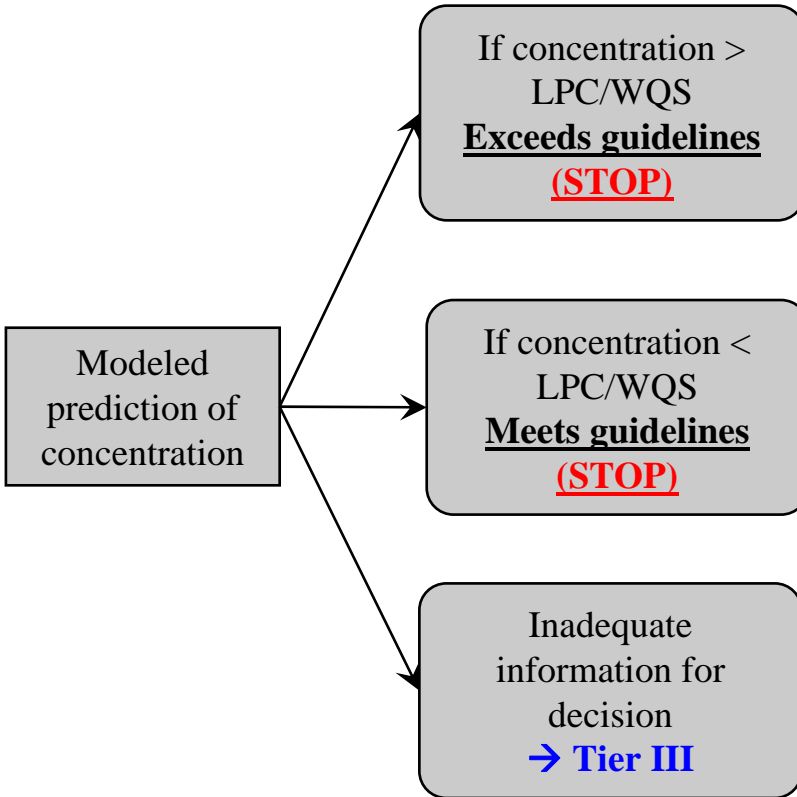 If concentration >
LPC/WQS
Exceeds guidelines
(STOP)
Modeled
prediction of
concentration
If concentration <
LPC/WQS
Meets guidelines
(STOP)
Inadequate
information for
decision
→ Tier III